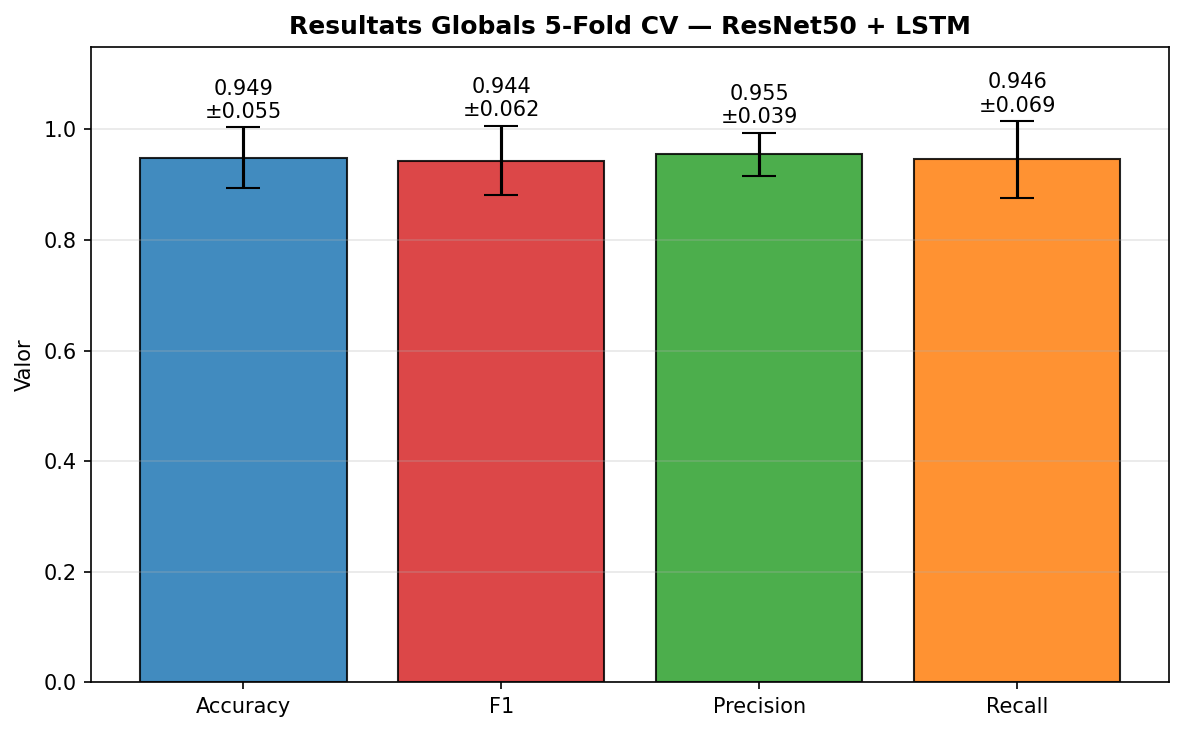 Resultats Globals 5-Fold CV — ResNet50 + LSTM
0.949
±0.055
0.944
±0.062
0.955
±0.039
0.946
±0.069
1.0
0.8
0.6
0.4
0.2
0.0
Valor
Accuracy
F1
Precision
Recall